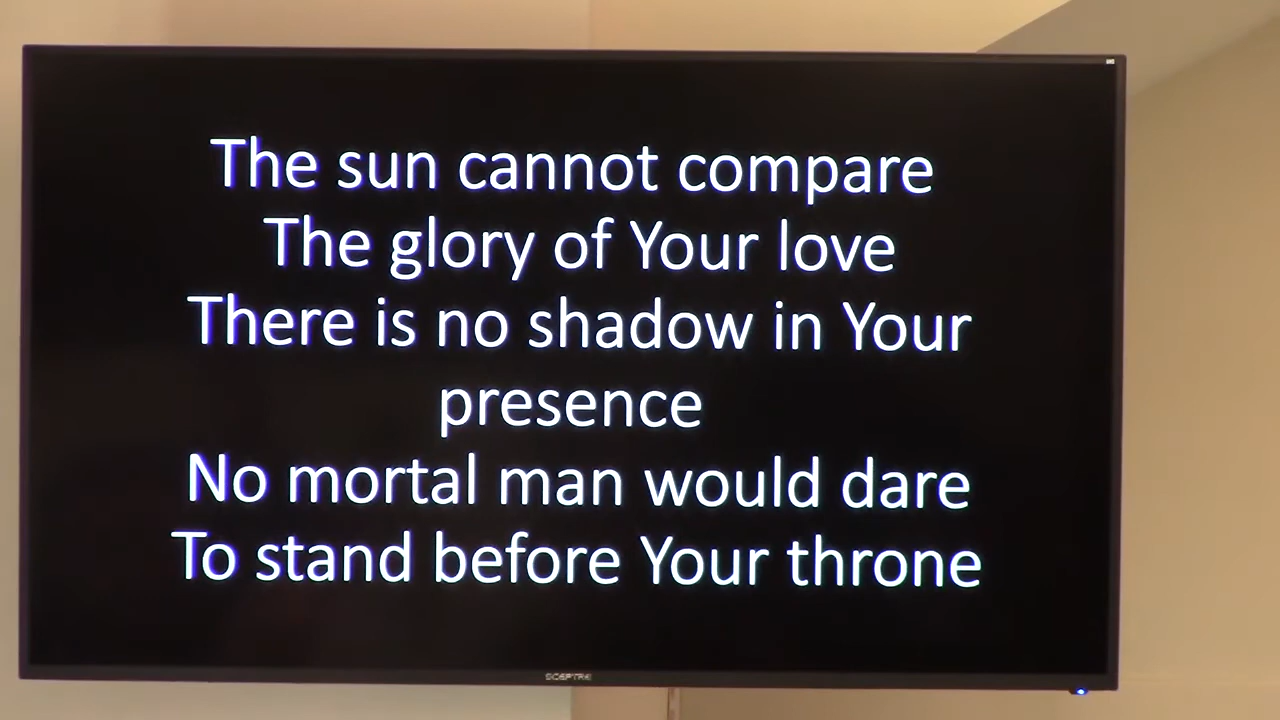 The sun cannot compare
The glory of Your love
There is no shadow in Your
presence
No mortal man would dare
To stand before Your throne
SCEPTRE